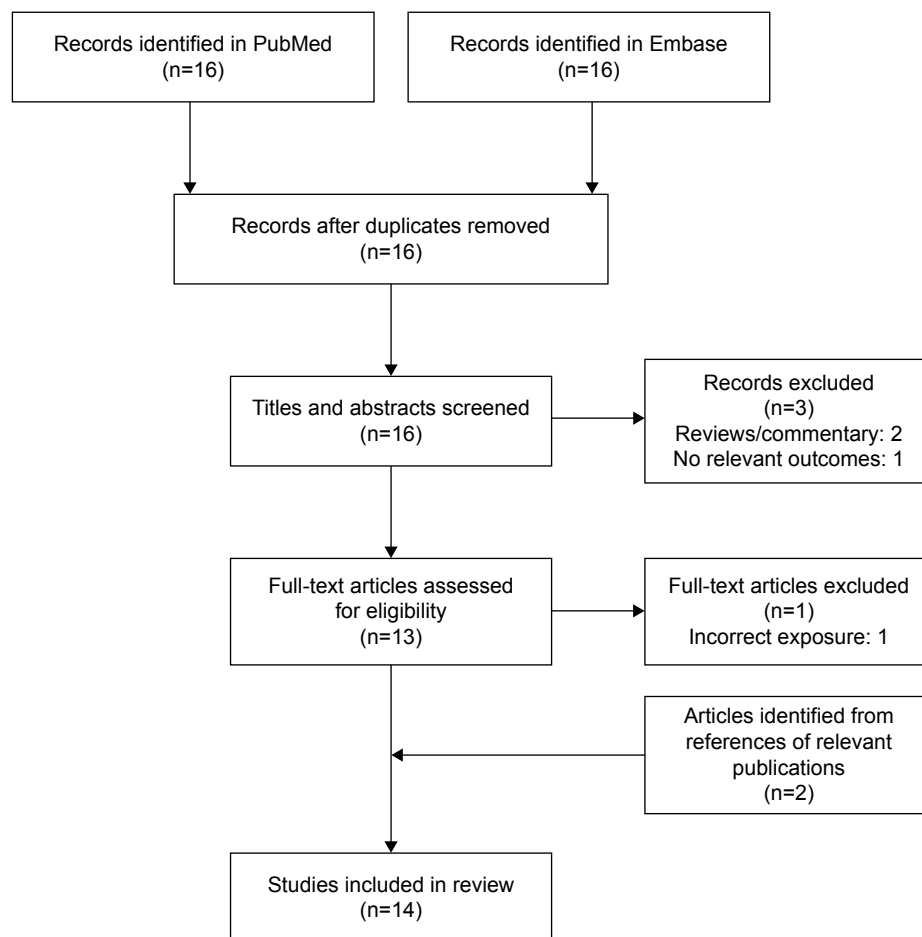 Records identified in PubMed
(n=16)
Records identified in Embase
(n=16)
Records after duplicates removed
(n=16)
Titles and abstracts screened
(n=16)
Records excluded
(n=3)
Reviews/commentary: 2
No relevant outcomes: 1
Full-text articles assessed
for eligibility
(n=13)
Full-text articles excluded
(n=1)
Incorrect exposure: 1
Articles identified from
references of relevant
publications
(n=2)
Studies included in review
(n=14)